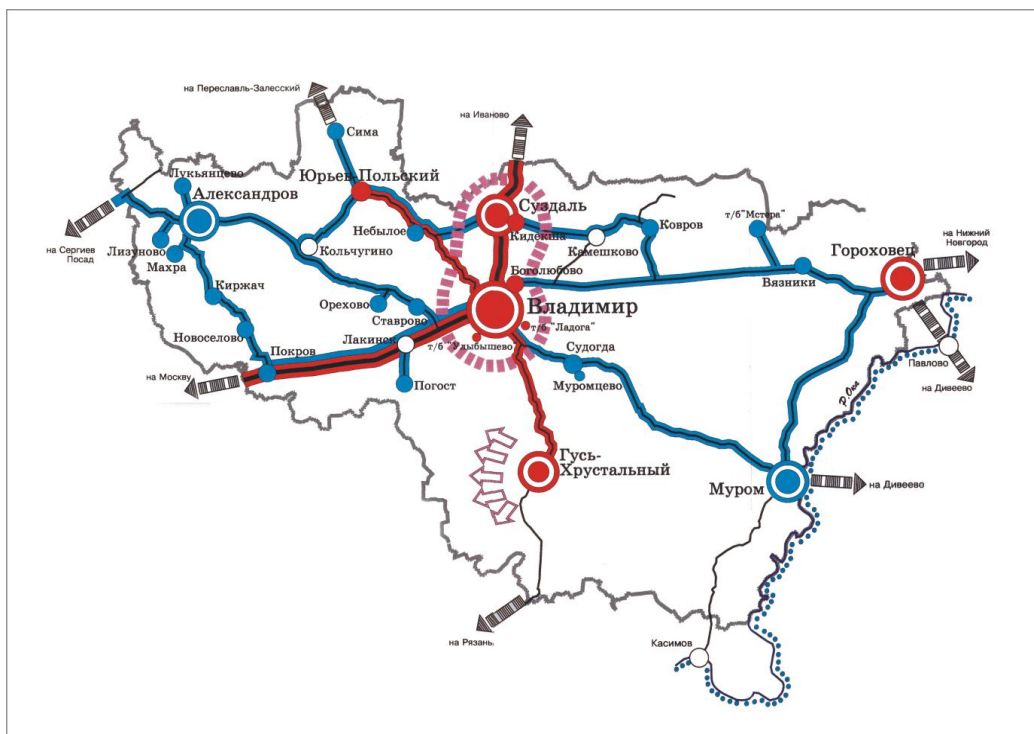 на Переславль-Залесский
на Иваново
Сима
Лукьянцево
Александров
Юрьев-Польский
Суздаль
т/б"Мстера"
на Сергиев
Посад
Лизуново
Махра
Кольчугино
Небылое
Кидекша
Камешково
Ковров
на Нижний
Новгород
Гороховец
Киржач
Боголюбово
Вязники
Орехово
Ставрово
Владимир
Новоселово
Лакинск
т/б "Ладога"
т/б "Улыбышево"
Судогда
Покров
на Москву
Погост
Муромцево
Павлово
на Дивеево
р. Ока
Гусь-
Хрустальный
Муром
на Дивеево
на Рязань
Касимов